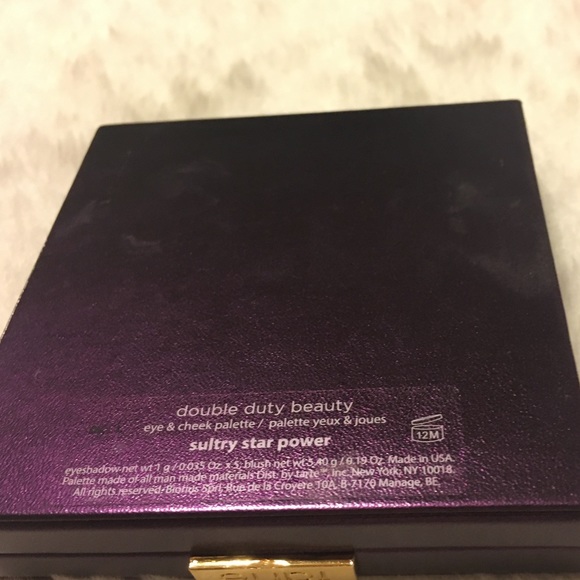 double duty beauty
eye & cheek palette / palette yeux & joues
sultry star power
12M
eyeshadow-net wt 1 g / 0.035 Oz. x 5, blush net wt 5.40 g / 0.19 Oz. Made in USA.
Palette made of all man made materials Dist. by tarte™ Inc. New York, NY 10018.
All rights reserved-Biorius Sprl, Rue de la Croyere 10A, B-7170 Manage, BE.